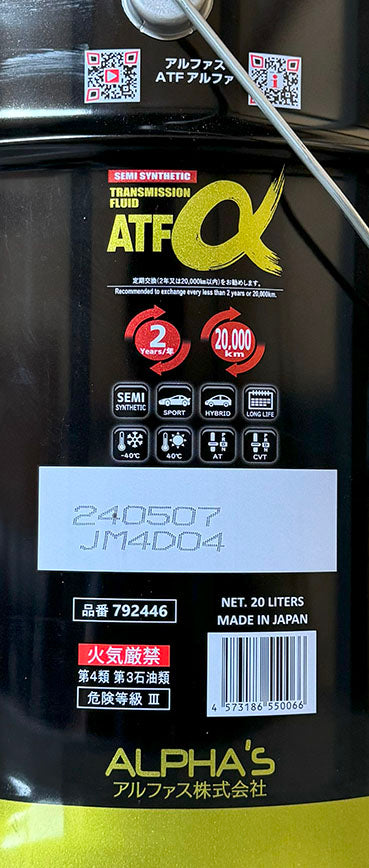 アルファス
ATFアルファ
SEMI SYNTHETIC
TRANSMISSION
FLUID
ATFα
定期交換(2年又は20,000km以内)をお勧めします。
Recommended to exchange every less than 2 years or 20,000km.
2
Years/年
20,000
km
SEMI
SYNTHETIC
SPORT
HYBRID
LONG LIFE
-40℃
40℃
AT
CVT
240507
JM4D04
品番 792446
NET. 20 LITERS
MADE IN JAPAN
火気厳禁
第4類 第3石油類
危険等級 Ⅲ
4 573186 550066
ALPHA'S
アルファス株式会社